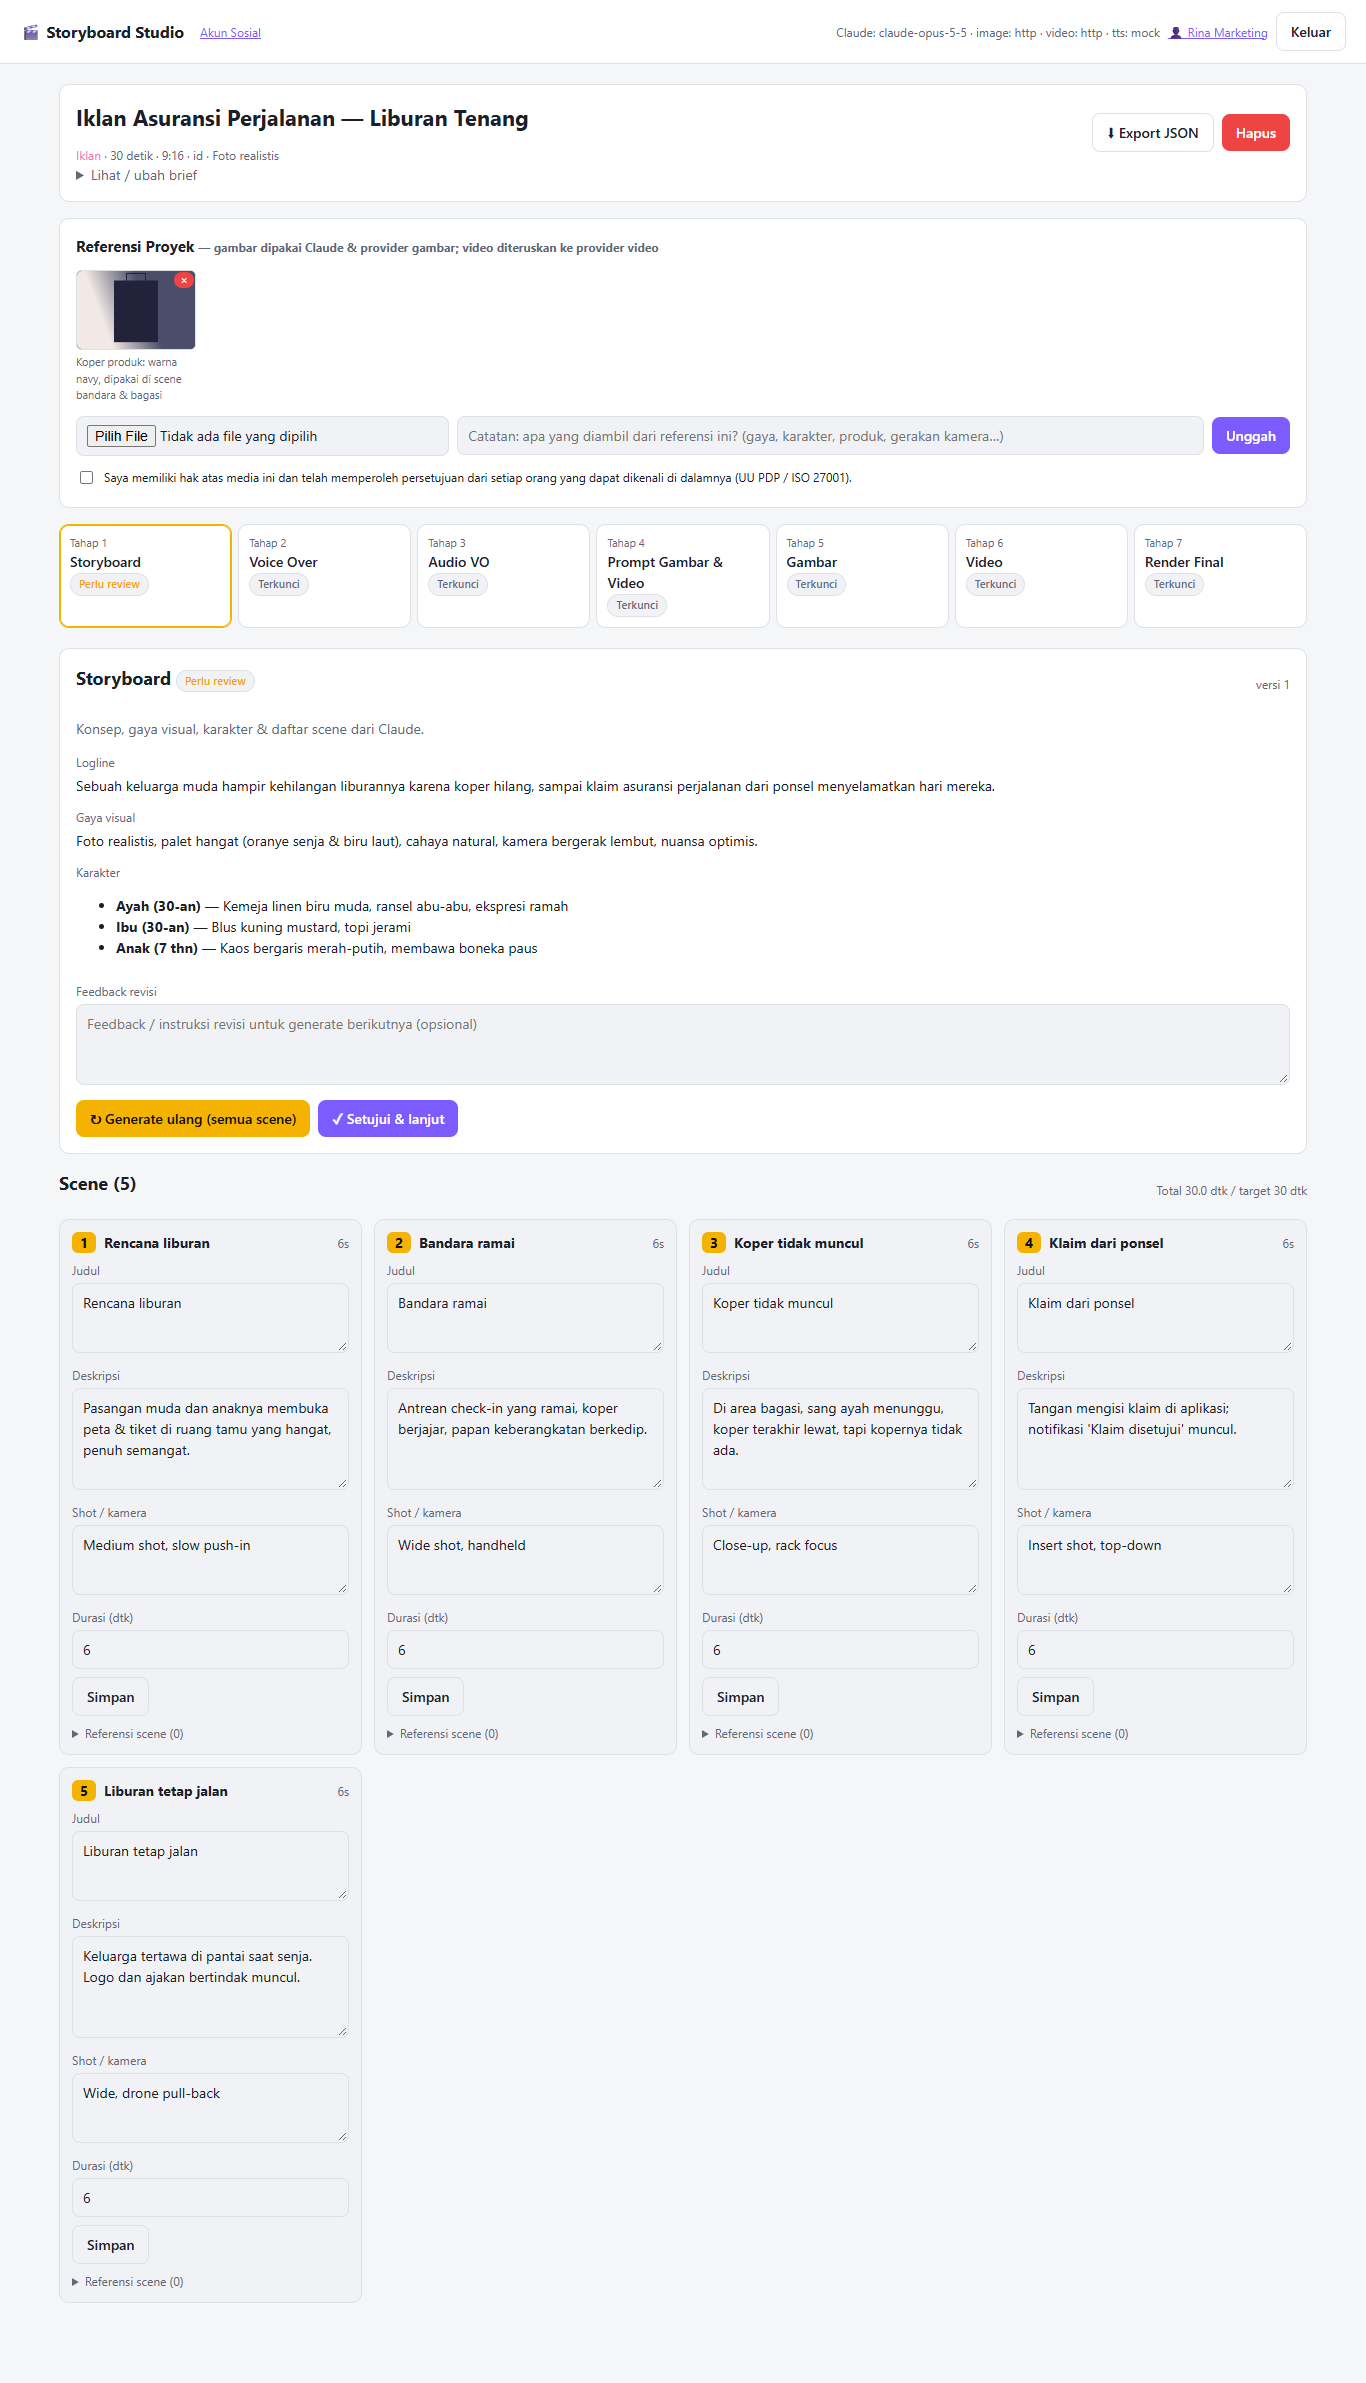 🎬 Storyboard Studio
Akun Sosial
Claude: claude-opus-5-5 · image: http · video: http · tts: mock
👤 Rina Marketing
Keluar
Iklan Asuransi Perjalanan — Liburan Tenang
Iklan · 30 detik · 9:16 · id · Foto realistis
▶ Lihat / ubah brief
⬇ Export JSON
Hapus
Referensi Proyek — gambar dipakai Claude & provider gambar; video diteruskan ke provider video
×
Koper produk: warna
navy, dipakai di scene
bandara & bagasi
Pilih File Tidak ada file yang dipilih
Catatan: apa yang diambil dari referensi ini? (gaya, karakter, produk, gerakan kamera...)
Unggah
Saya memiliki hak atas media ini dan telah memperoleh persetujuan dari setiap orang yang dapat dikenali di dalamnya (UU PDP / ISO 27001).
Tahap 1
Storyboard
Perlu review
Tahap 2
Voice Over
Terkunci
Tahap 3
Audio VO
Terkunci
Tahap 4
Prompt Gambar &
Video
Terkunci
Tahap 5
Gambar
Terkunci
Tahap 6
Video
Terkunci
Tahap 7
Render Final
Terkunci
Storyboard Perlu review
versi 1
Konsep, gaya visual, karakter & daftar scene dari Claude.
Logline
Sebuah keluarga muda hampir kehilangan liburannya karena koper hilang, sampai klaim asuransi perjalanan dari ponsel menyelamatkan hari mereka.
Gaya visual
Foto realistis, palet hangat (oranye senja & biru laut), cahaya natural, kamera bergerak lembut, nuansa optimis.
Karakter
• Ayah (30-an) — Kemeja linen biru muda, ransel abu-abu, ekspresi ramah
• Ibu (30-an) — Blus kuning mustard, topi jerami
• Anak (7 thn) — Kaos bergaris merah-putih, membawa boneka paus
Feedback revisi
Feedback / instruksi revisi untuk generate berikutnya (opsional)
↻ Generate ulang (semua scene)
✓ Setujui & lanjut
Scene (5)
Total 30.0 dtk / target 30 dtk
1 Rencana liburan 6s
Judul
Rencana liburan
Deskripsi
Pasangan muda dan anaknya membuka
peta & tiket di ruang tamu yang hangat,
penuh semangat.
Shot / kamera
Medium shot, slow push-in
Durasi (dtk)
6
Simpan
▶ Referensi scene (0)
2 Bandara ramai 6s
Judul
Bandara ramai
Deskripsi
Antrean check-in yang ramai, koper
berjajar, papan keberangkatan berkedip.
Shot / kamera
Wide shot, handheld
Durasi (dtk)
6
Simpan
▶ Referensi scene (0)
3 Koper tidak muncul 6s
Judul
Koper tidak muncul
Deskripsi
Di area bagasi, sang ayah menunggu,
koper terakhir lewat, tapi kopernya tidak
ada.
Shot / kamera
Close-up, rack focus
Durasi (dtk)
6
Simpan
▶ Referensi scene (0)
4 Klaim dari ponsel 6s
Judul
Klaim dari ponsel
Deskripsi
Tangan mengisi klaim di aplikasi;
notifikasi 'Klaim disetujui' muncul.
Shot / kamera
Insert shot, top-down
Durasi (dtk)
6
Simpan
▶ Referensi scene (0)
5 Liburan tetap jalan 6s
Judul
Liburan tetap jalan
Deskripsi
Keluarga tertawa di pantai saat senja.
Logo dan ajakan bertindak muncul.
Shot / kamera
Wide, drone pull-back
Durasi (dtk)
6
Simpan
▶ Referensi scene (0)